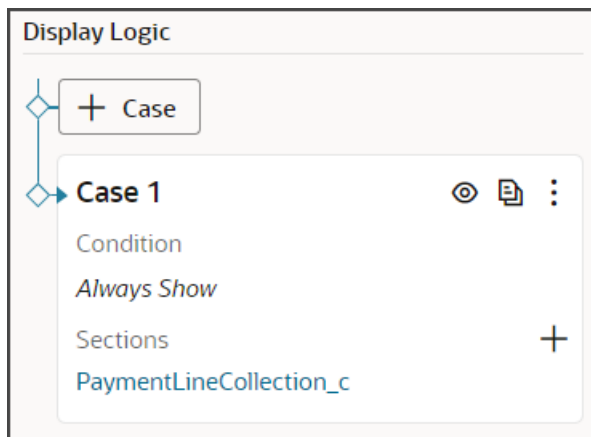 Display Logic
+ Case
Case 1
Condition
Always Show
Sections
PaymentLineCollection_c